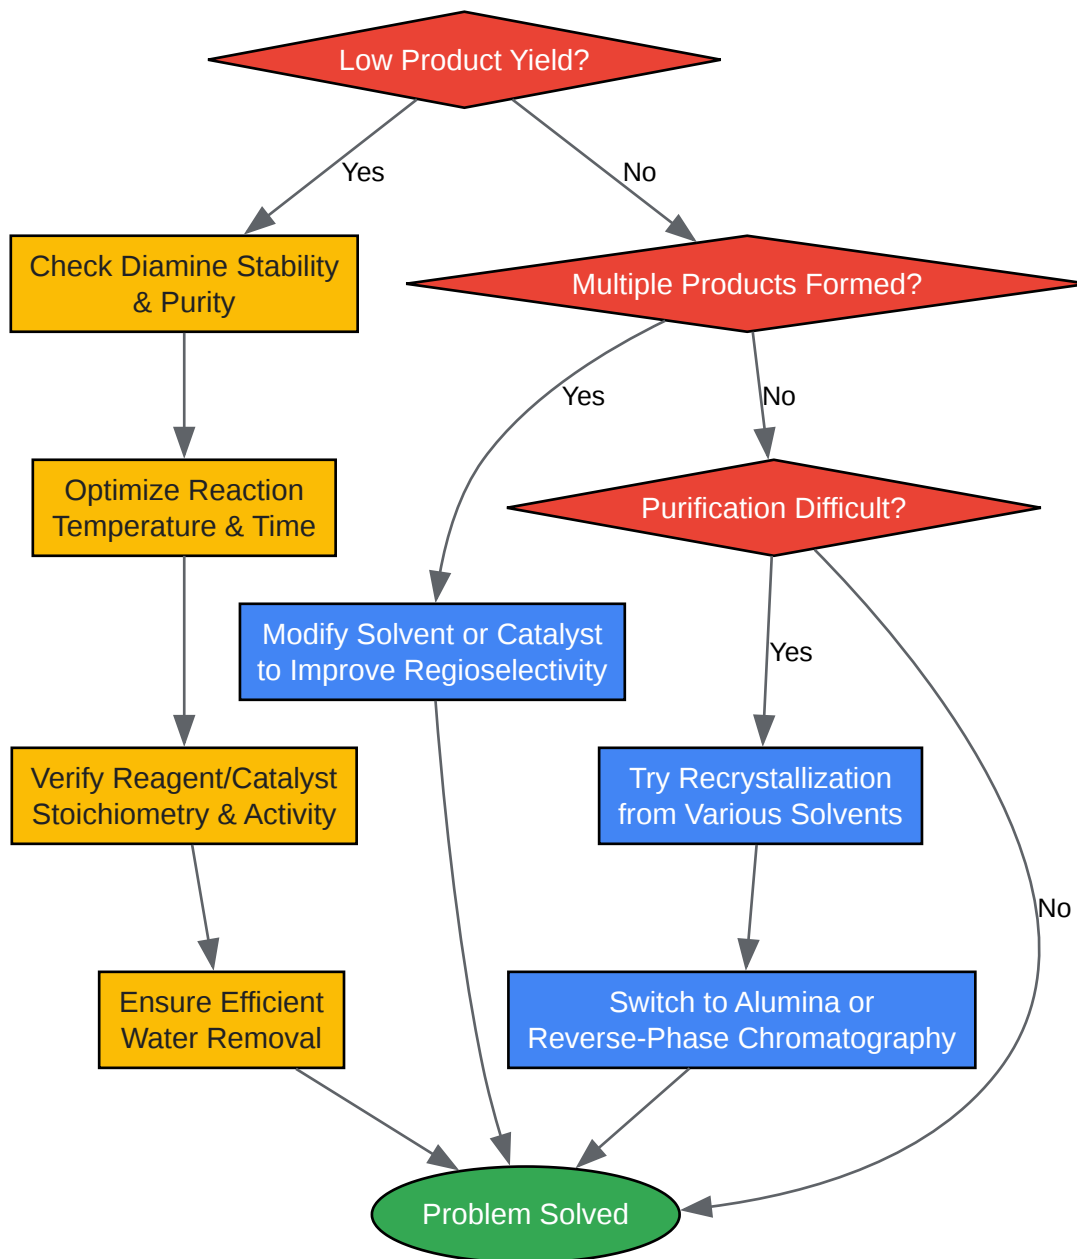 Low Product Yield?
Yes
No
Check Diamine Stability
& Purity
Multiple Products Formed?
Yes
No
Optimize Reaction
Temperature & Time
Purification Difficult?
Modify Solvent or Catalyst
to Improve Regioselectivity
Yes
Verify Reagent/Catalyst
Stoichiometry & Activity
Try Recrystallization
from Various Solvents
No
Ensure Efficient
Water Removal
Switch to Alumina or
Reverse-Phase Chromatography
Problem Solved